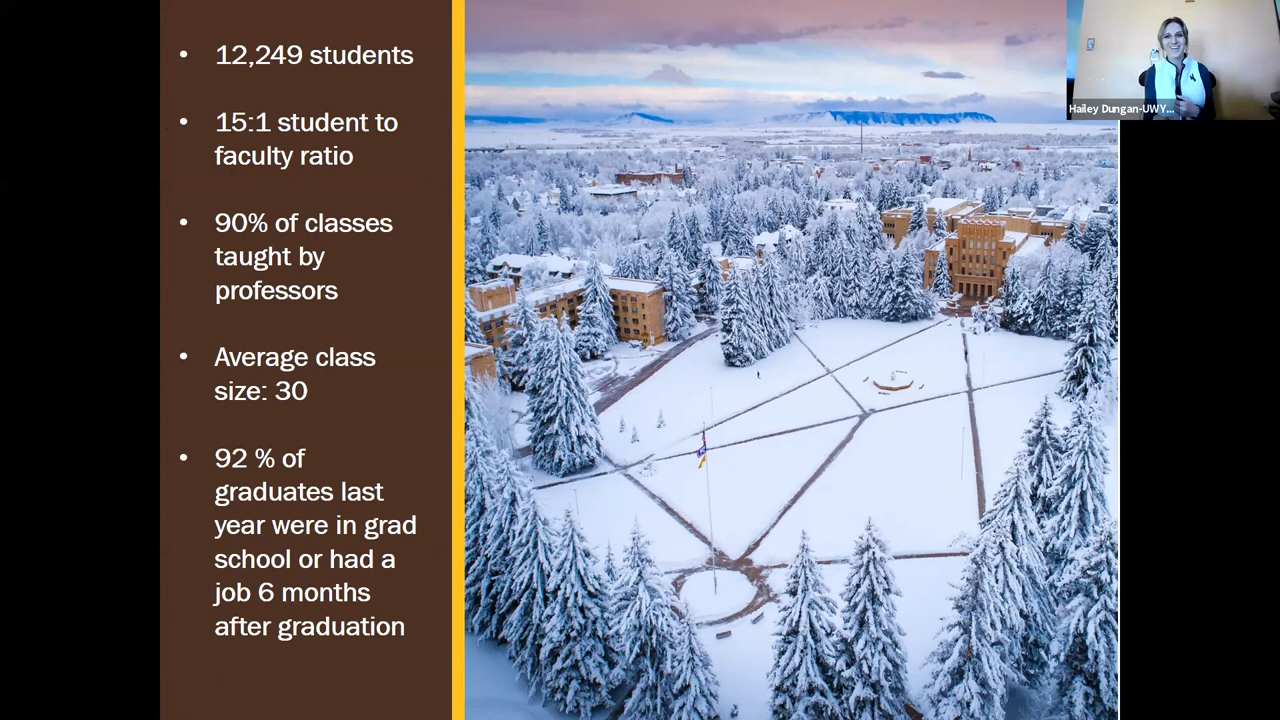 • 12,249 students
• 15:1 student to
faculty ratio
• 90% of classes
taught by
professors
• Average class
size: 30
• 92 % of
graduates last
year were in grad
school or had a
job 6 months
after graduation
Hailey Dungan-UWY...